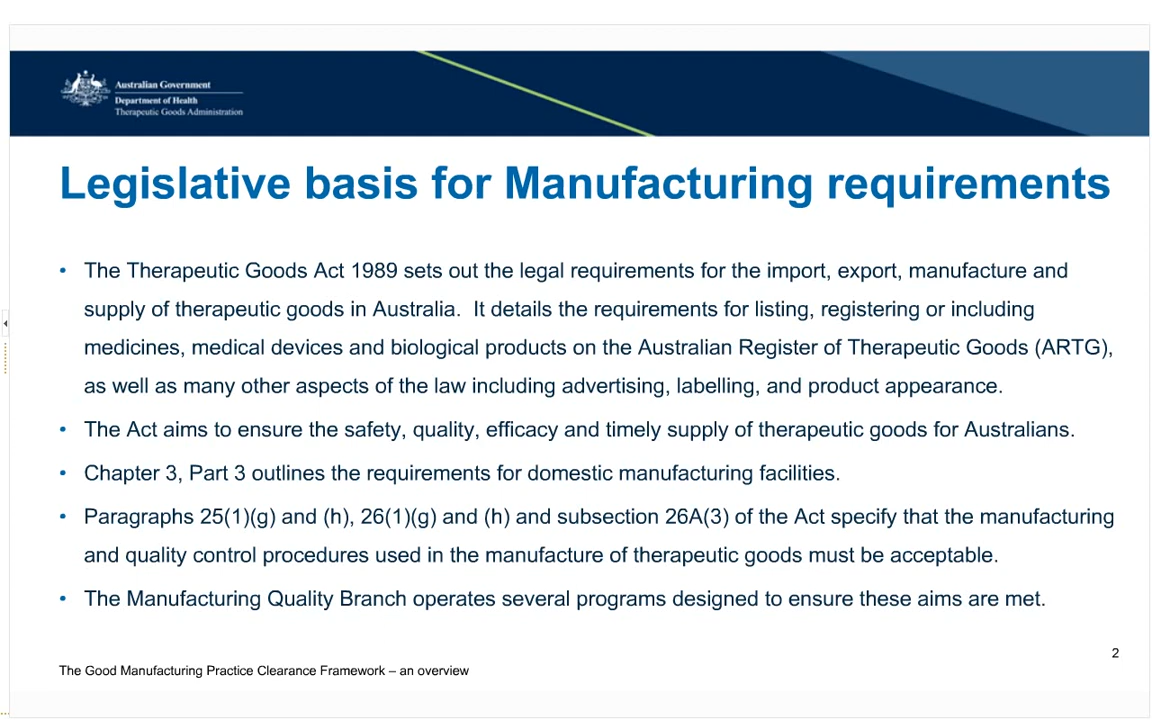 Australian Government
Department of Health
Therapeutic Goods Administration
Legislative basis for Manufacturing requirements
• The Therapeutic Goods Act 1989 sets out the legal requirements for the import, export, manufacture and
supply of therapeutic goods in Australia.  It details the requirements for listing, registering or including
medicines, medical devices and biological products on the Australian Register of Therapeutic Goods (ARTG),
as well as many other aspects of the law including advertising, labelling, and product appearance.
• The Act aims to ensure the safety, quality, efficacy and timely supply of therapeutic goods for Australians.
• Chapter 3, Part 3 outlines the requirements for domestic manufacturing facilities.
• Paragraphs 25(1)(g) and (h), 26(1)(g) and (h) and subsection 26A(3) of the Act specify that the manufacturing
and quality control procedures used in the manufacture of therapeutic goods must be acceptable.
• The Manufacturing Quality Branch operates several programs designed to ensure these aims are met.
2
The Good Manufacturing Practice Clearance Framework – an overview